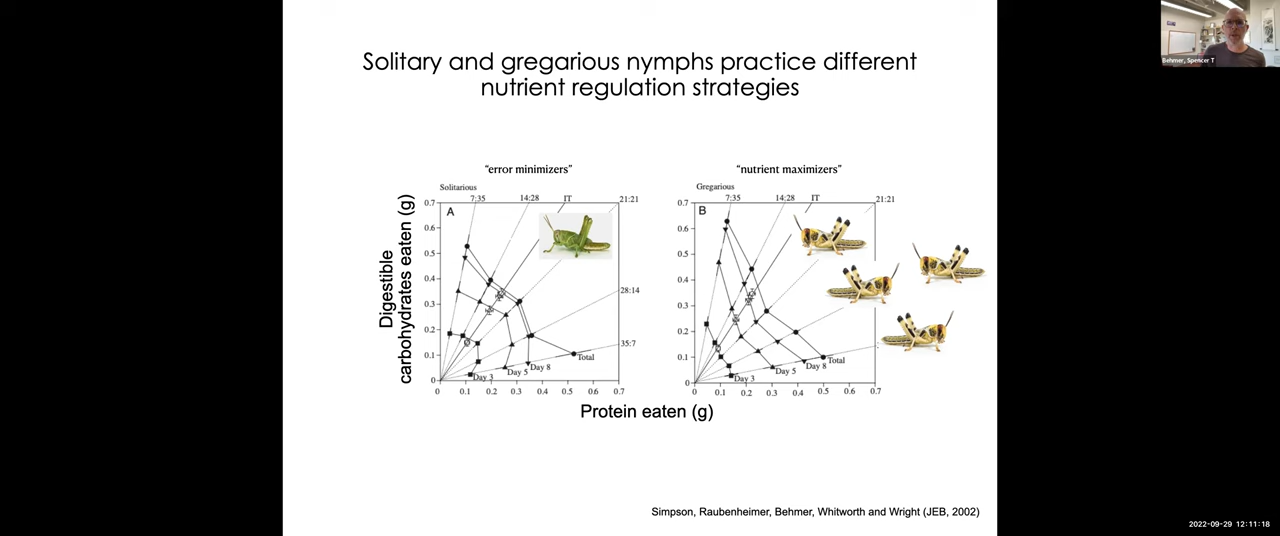 Behmer, Spencer T
Solitary and gregarious nymphs practice different
nutrient regulation strategies
"error minimizers"
"nutrient maximizers"
Solitarious
7:35
14:28
IT
21:21
0.7
A
0.6
0.5
0.4
0.3
28:14
0.2
35:7
0.1
Total
Day 8
Day 5
Day 3
0
0 0.1 0.2 0.3 0.4 0.5 0.6 0.7
Digestible
carbohydrates eaten (g)
Gregarious
7:35
14:28
IT
21:21
0.7
B
0.6
0.5
0.4
0.3
0.2
0.1
Total
Day 8
Day 5
Day 3
0
0 0.1 0.2 0.3 0.4 0.5 0.6 0.7
Protein eaten (g)
Simpson, Raubenheimer, Behmer, Whitworth and Wright (JEB, 2002)
2022-09-29 12:11:18